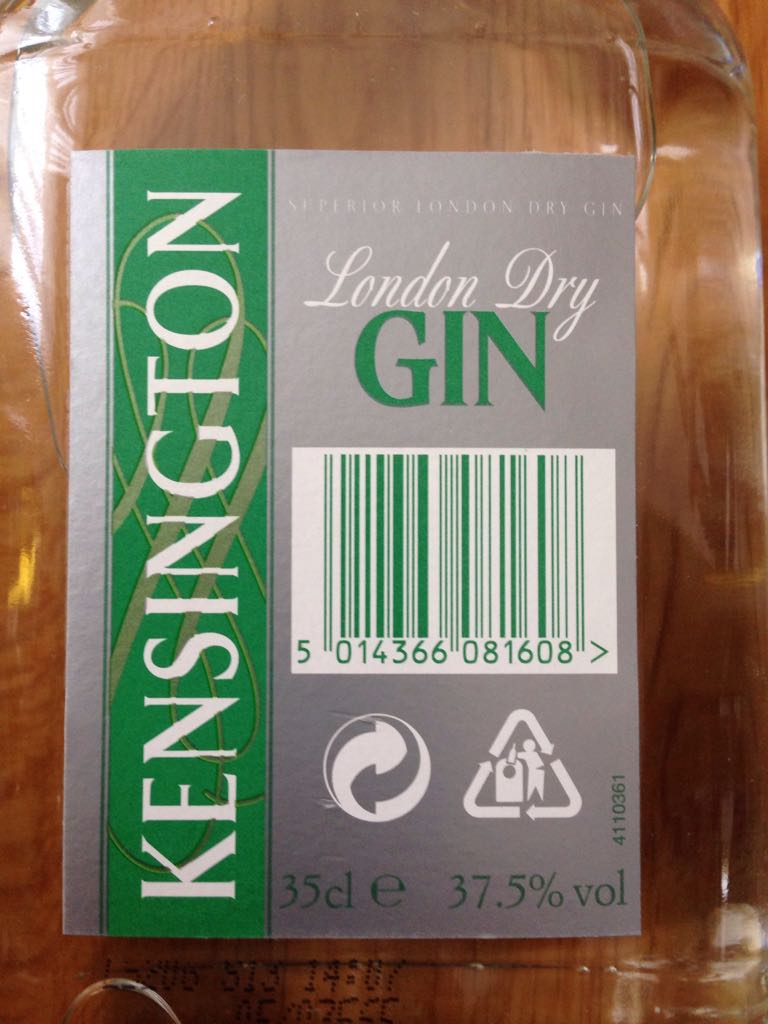 KENSINGTON
SUPERIOR LONDON DRY GIN
London Dry
GIN
5 014366 081608 >
4110361
35cl e 37.5% vol